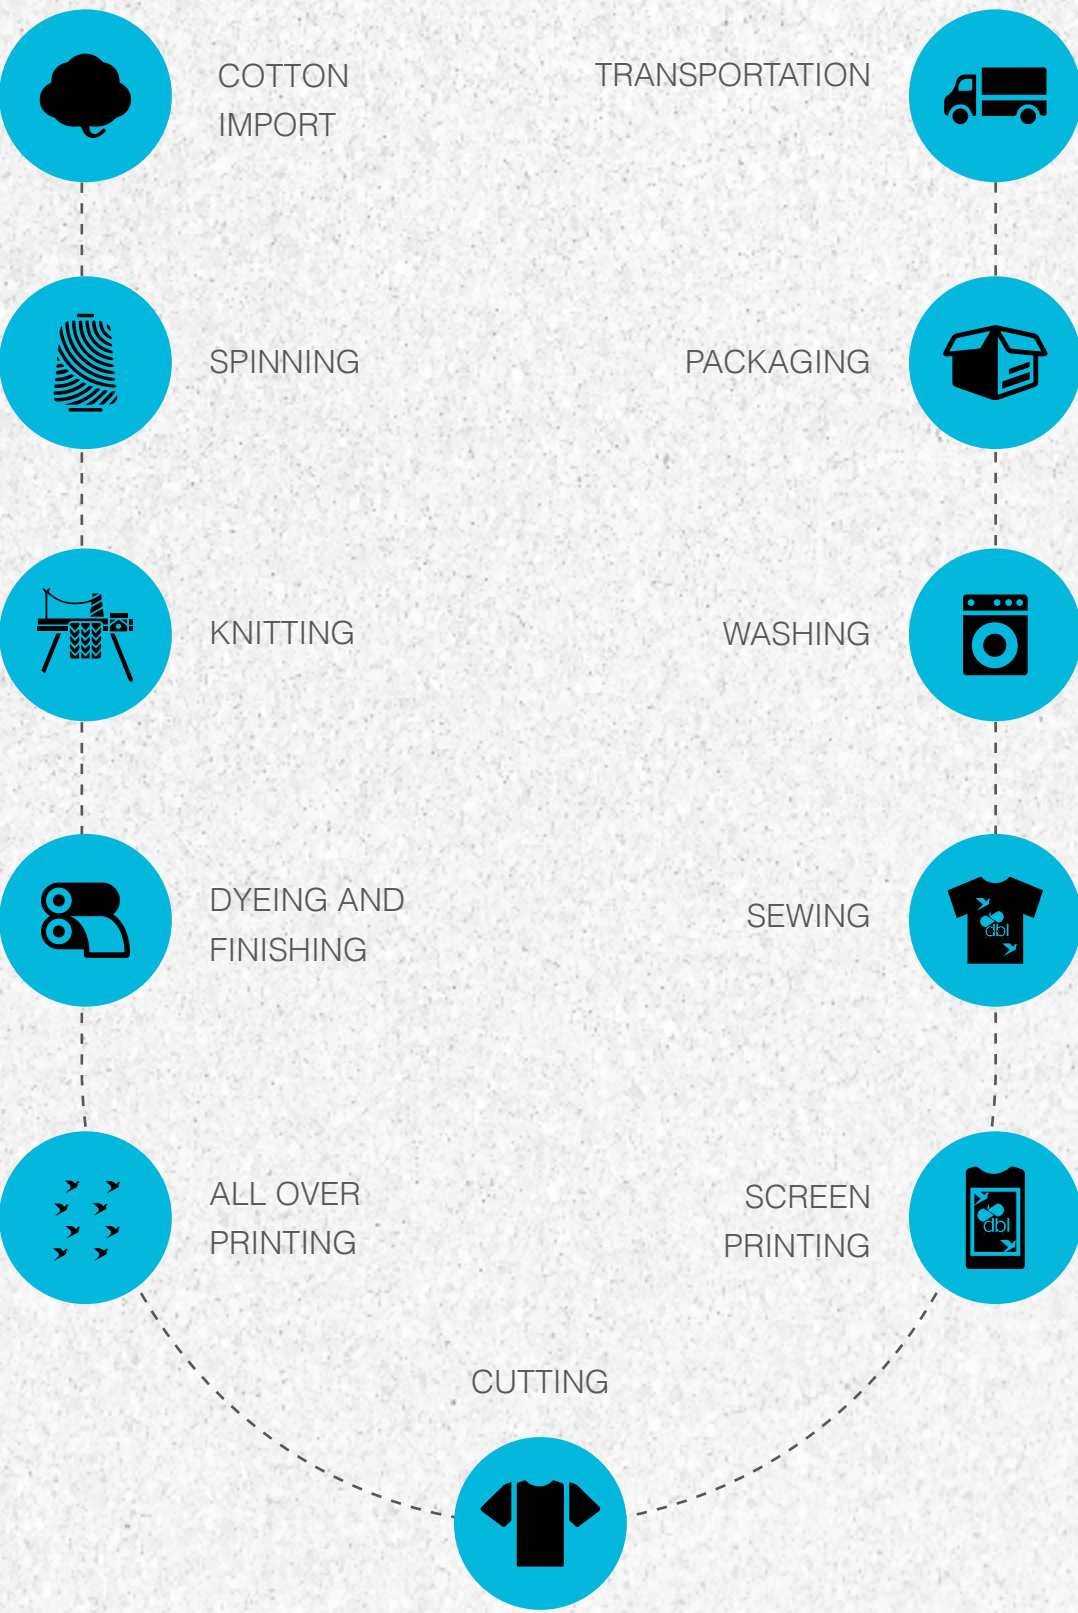 COTTON
IMPORT
SPINNING
KNITTING
DYEING AND
FINISHING
ALL OVER
PRINTING
CUTTING
SCREEN
PRINTING
dbl
SEWING
dbl
WASHING
PACKAGING
TRANSPORTATION